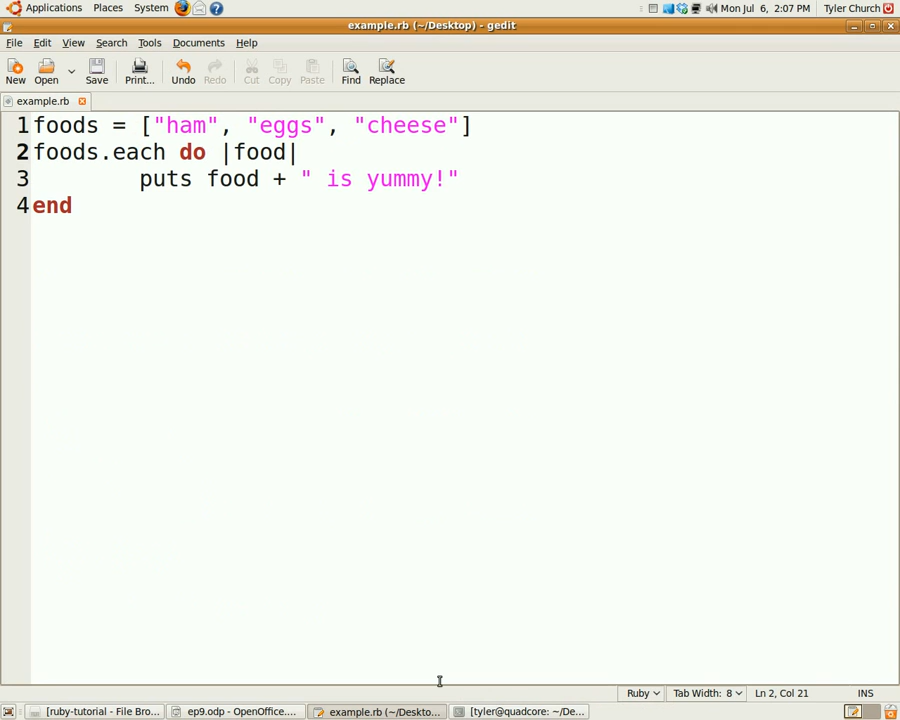 Applications Places System Mon Jul 6, 2:07 PM Tyler Church
example.rb (~/Desktop) - gedit
File Edit View Search Tools Documents Help
New Open Save Print... Undo Redo Cut Copy Paste Find Replace
example.rb
1 foods = ["ham", "eggs", "cheese"]
2 foods.each do |food|
3 puts food + " is yummy!"
4 end
Ruby Tab Width: 8 Ln 2, Col 21 INS
[ruby-tutorial - File Bro... ep9.odp - OpenOffice.... example.rb (~/Deskto... [tyler@quadcore: ~/De...